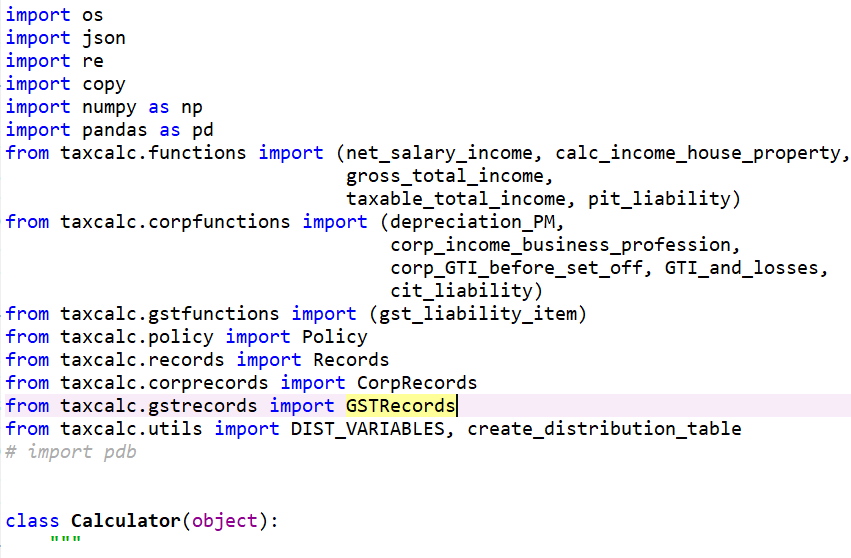 import os
import json
import re
import copy
import numpy as np
import pandas as pd
from taxcalc.functions import (net_salary_income, calc_income_house_property,
                               gross_total_income,
                               taxable_total_income, pit_liability)
from taxcalc.corpfunctions import (depreciation_PM,
                                   corp_income_business_profession,
                                   corp_GTI_before_set_off, GTI_and_losses,
                                   cit_liability)
from taxcalc.gstfunctions import (gst_liability_item)
from taxcalc.policy import Policy
from taxcalc.records import Records
from taxcalc.corprecords import CorpRecords
from taxcalc.gstrecords import GSTRecords
from taxcalc.utils import DIST_VARIABLES, create_distribution_table
# import pdb
class Calculator(object):
    """